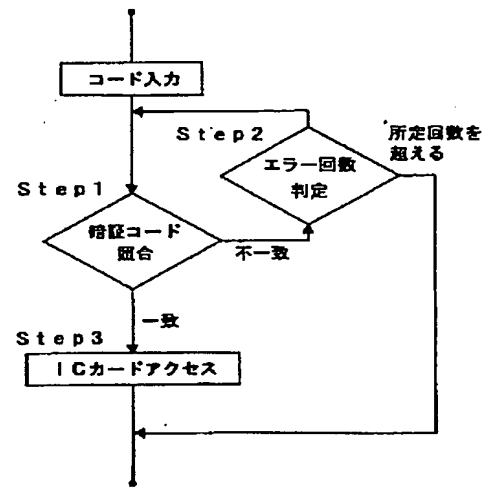 コード入力
Step2
所定回数を
超える
エラー回数
判定
Step1
暗証コード
照合
不一致
一致
Step3
ICカードアクセス